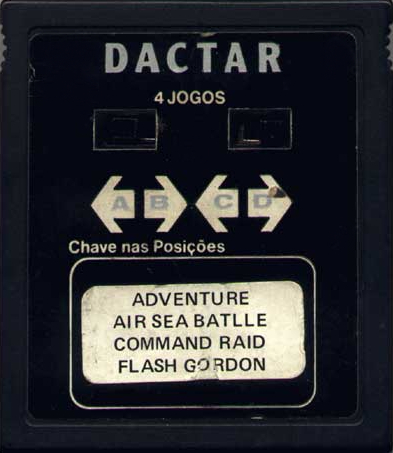 DACTAR
4 JOGOS
A B C D
Chave nas Posições
ADVENTURE
AIR SEA BATLLE
COMMAND RAID
FLASH GORDON